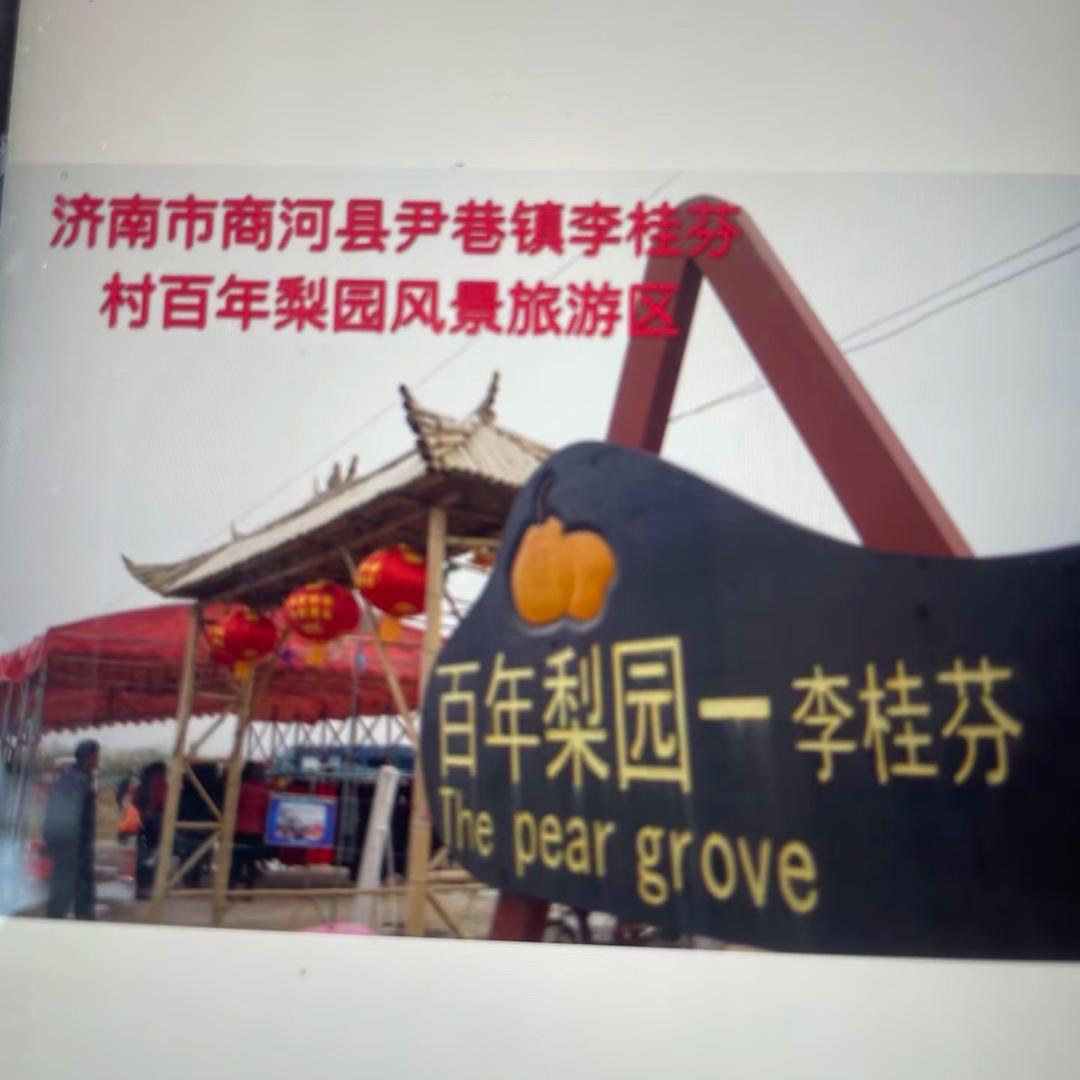 济南市商河县尹巷镇李桂芬
村百年梨园风景旅游区
百年梨园—李桂芬
The pear grove